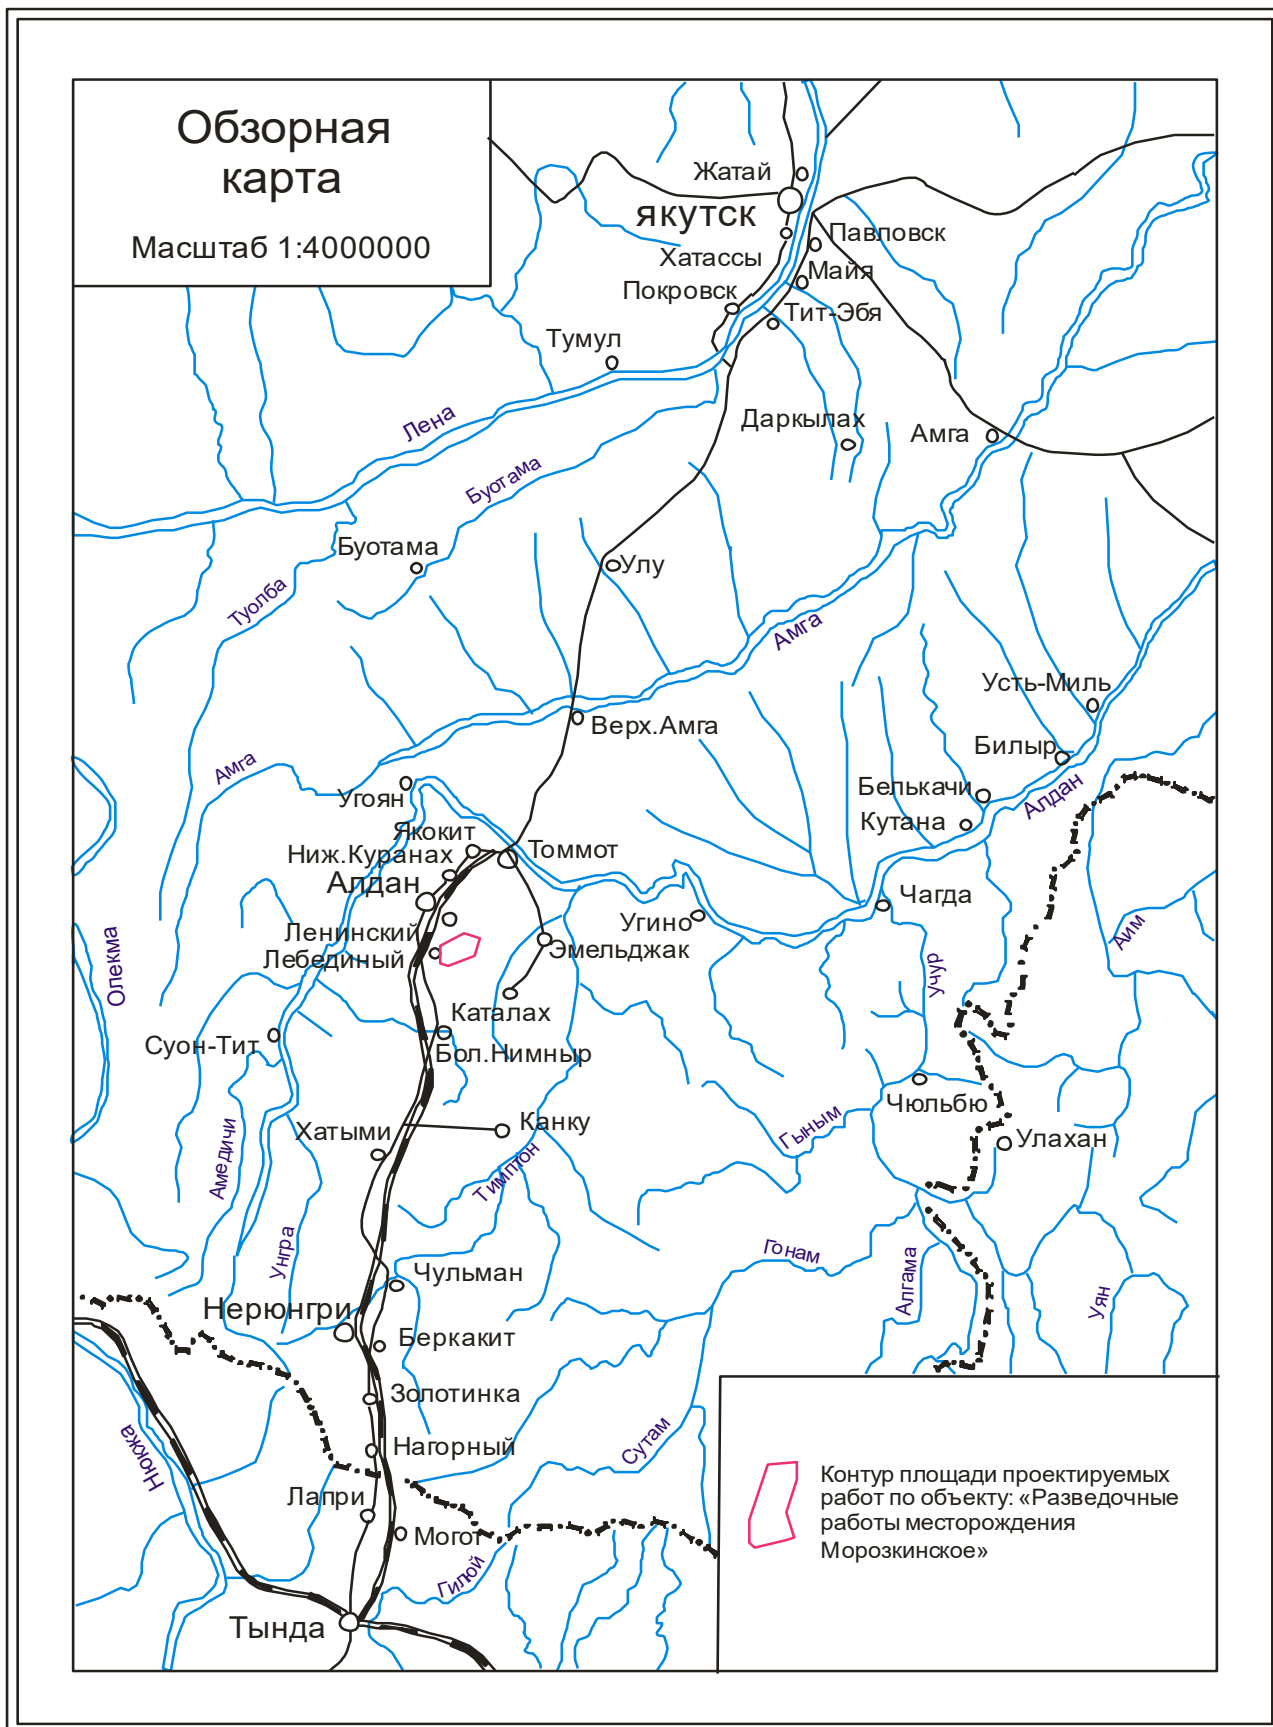 Обзорная
карта
Масштаб 1:4000000
Жатай
ЯКУТСК
Павловск
Хатассы
Майя
Покровск
Тит-Эбя
Тумул
Лена
Даркылах
Амга
Буотама
Буотама
Улу
Туолба
Амга
Усть-Миль
Верх.Амга
Билыр
Амга
Угоян
Белькачи
Алдан
Кутана
Якокит
Ниж.Куранах
Томмот
Алдан
Чагда
Угино
Ленинский
Эмельджак
Лебединый
Аим
Олекма
Учур
Каталах
Суон-Тит
Бол.Нимныр
Чюльбю
Канку
Гыным
Хатыми
Улахан
Амедичи
Тимптон
Унгра
Гонам
Чульман
Алгама
Уян
Нерюнгри
Беркакит
Золотинка
Сутам
Нагорный
Нюкжа
Лапри
Могот
Гилюй
Тында
Контур площади проектируемых
работ по объекту: «Разведочные
работы месторождения
Морозкинское»